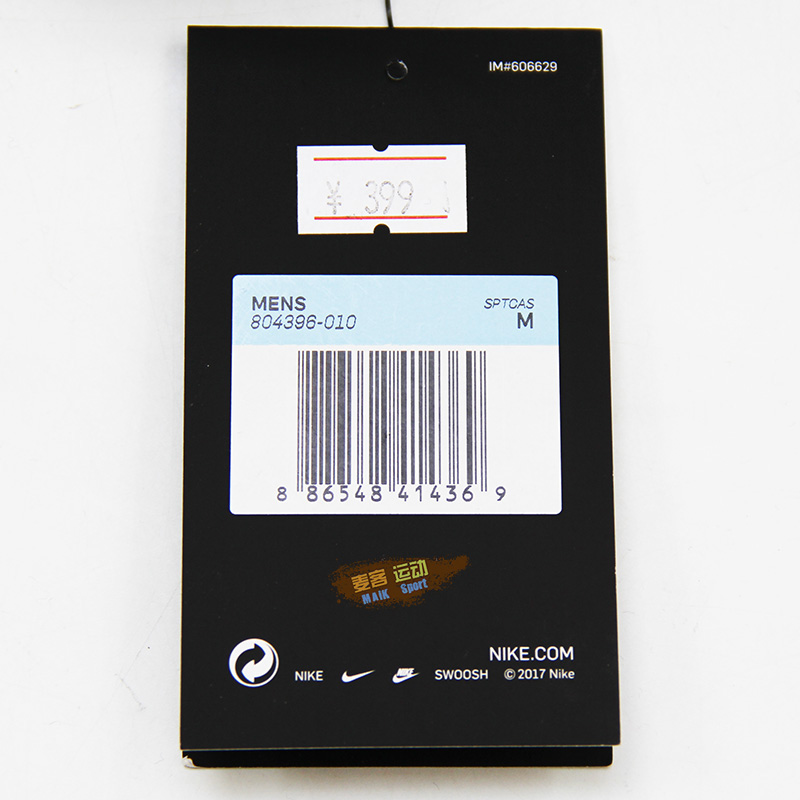 IM#606629
¥ 399
MENS
804396-010
SPTCAS
M
8 86548 41436 9
麦客 运动
MAIK Sport
NIKE.COM
NIKE SWOOSH © 2017 Nike